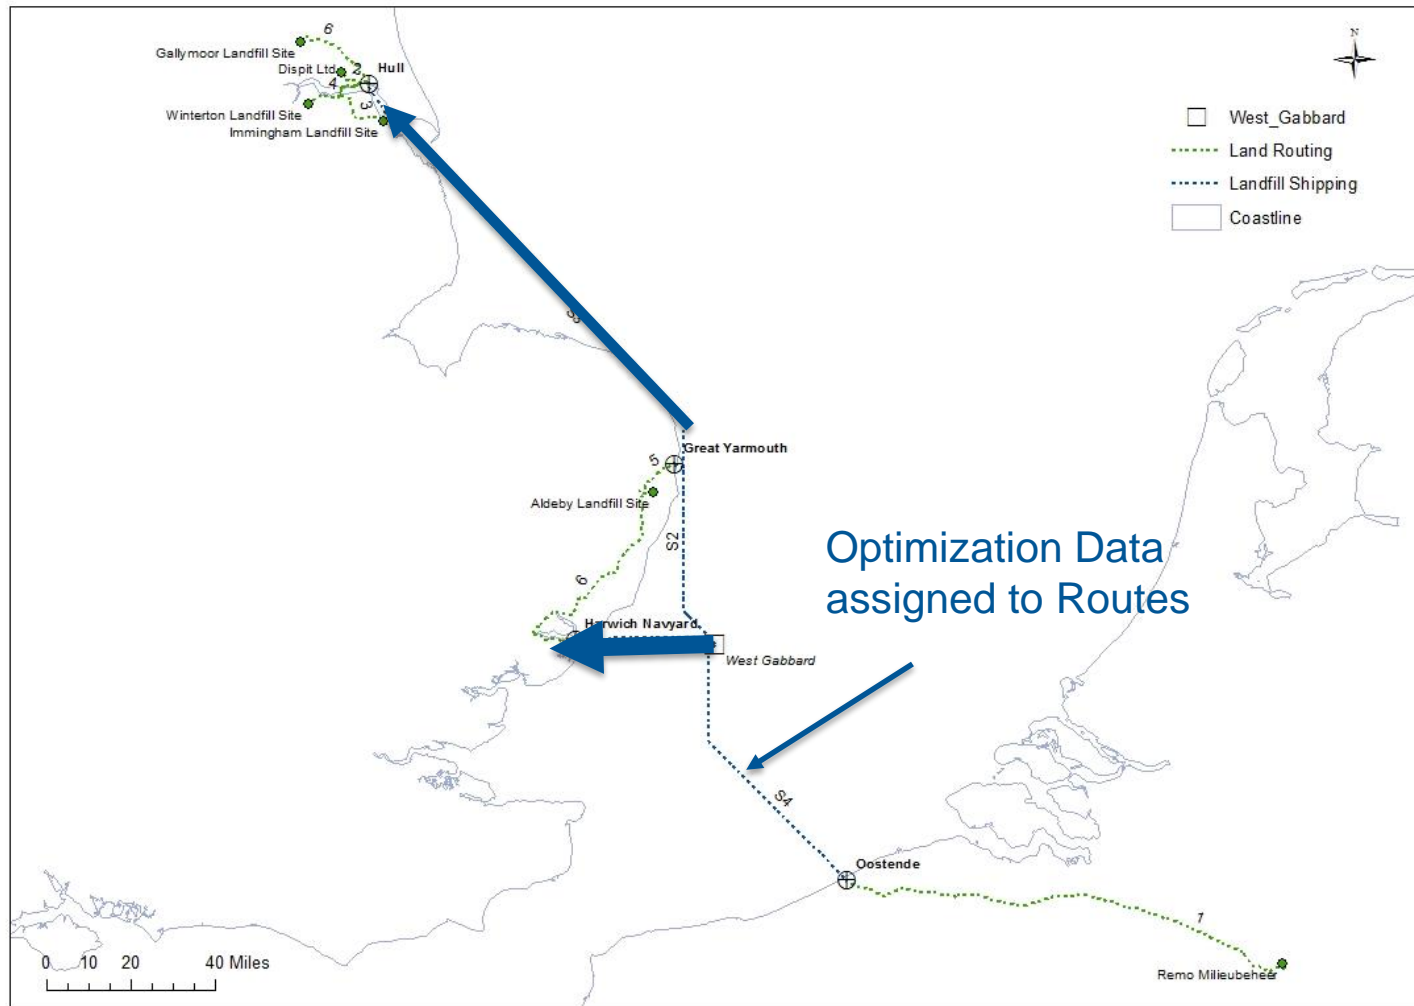 6
N
Gallymoor Landfill Site
Dispit Ltd
2
Hull
4
3
Winterton Landfill Site
Immingham Landfill Site
West_Gabbard
Land Routing
Landfill Shipping
Coastline
Great Yarmouth
5
Aldeby Landfill Site
S2
Optimization Data
assigned to Routes
6
Harwich Navyard
West Gabbard
S4
Oostende
1
Remo Milieubeheer
0 10 20 40 Miles